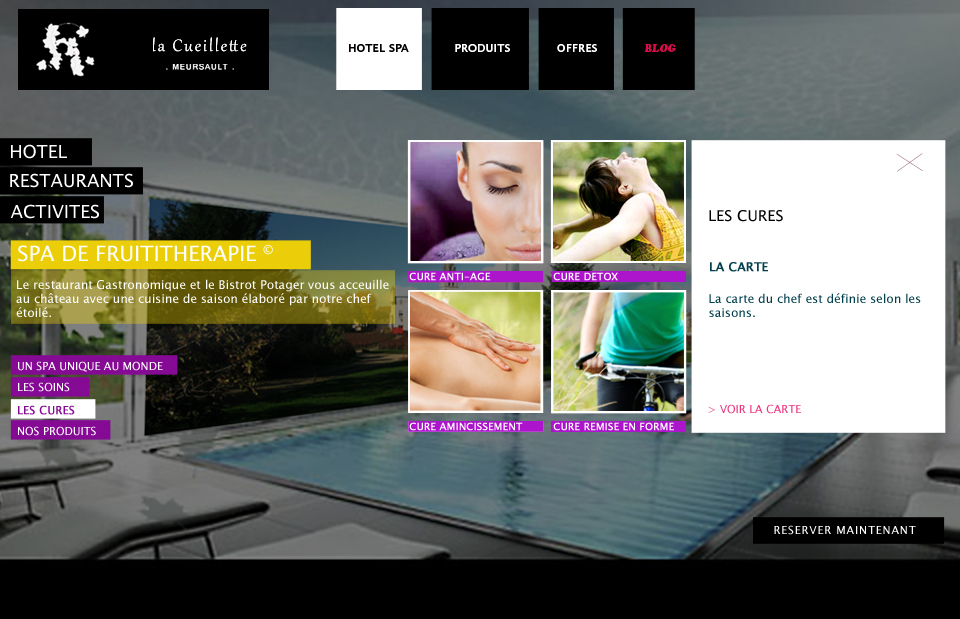 la Cueillette
. MEURSAULT .
HOTEL SPA
PRODUITS
OFFRES
BLOG
HOTEL
RESTAURANTS
ACTIVITES
SPA DE FRUITITHERAPIE ©
Le restaurant Gastronomique et le Bistrot Potager vous acceuille
au château avec une cuisine de saison élaboré par notre chef
étoilé.
UN SPA UNIQUE AU MONDE
LES SOINS
LES CURES
NOS PRODUITS
CURE ANTI-AGE
CURE DETOX
CURE AMINCISSEMENT
CURE REMISE EN FORME
LES CURES
LA CARTE
La carte du chef est définie selon les
saisons.
> VOIR LA CARTE
RESERVER MAINTENANT